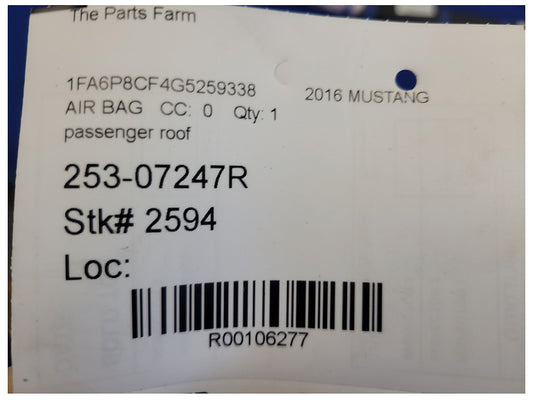 The Parts Farm
1FA6P8CF4G5259338 2016 MUSTANG
AIR BAG CC: 0 Qty: 1
passenger roof
253-07247R
Stk# 2594
Loc:
R00106277